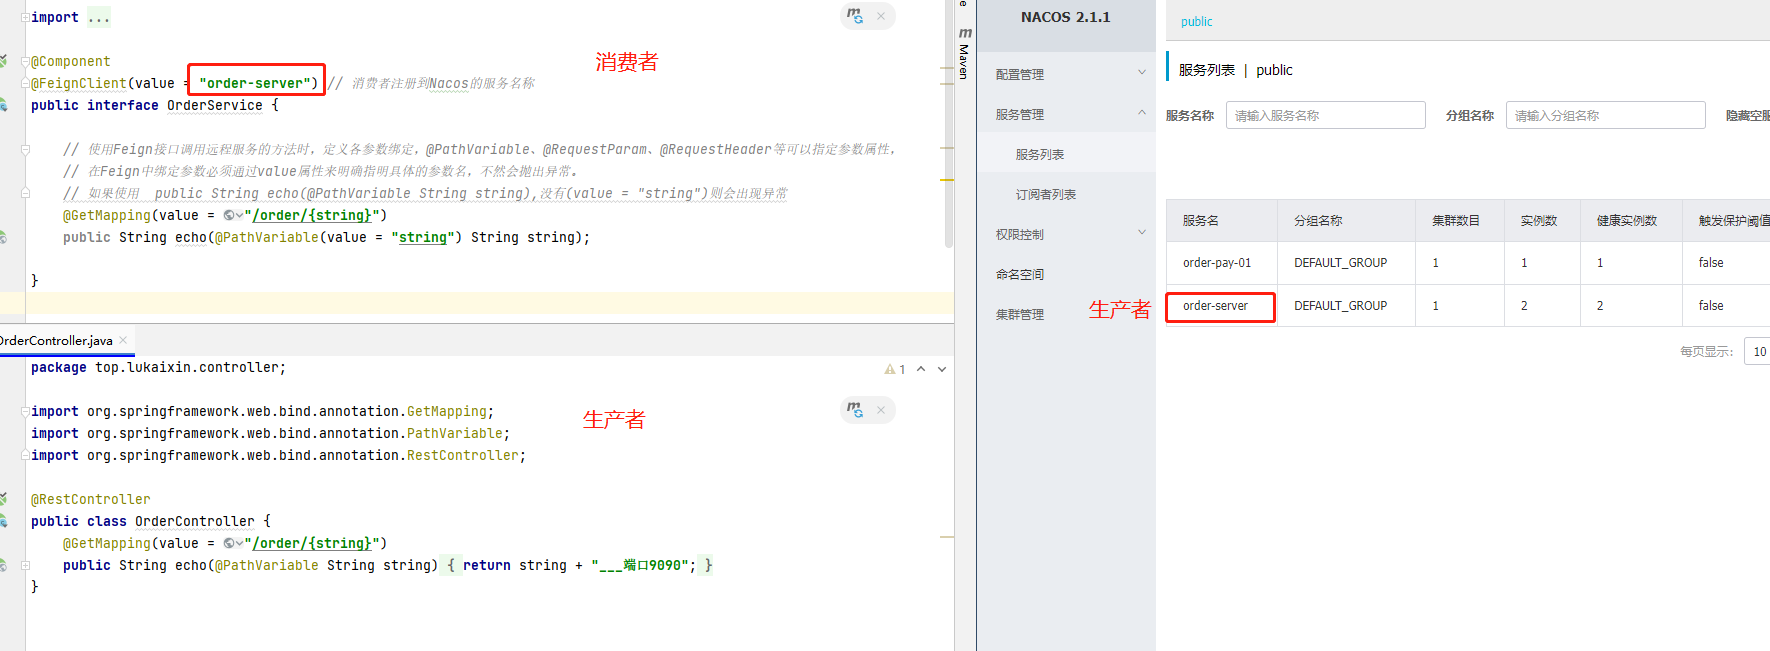 import ...
@Component
@FeignClient(value = "order-server") // 消费者注册到Nacos的服务名称
public interface OrderService {
// 使用Feign接口调用远程服务的方法时，定义各参数绑定，@PathVariable、@RequestParam、@RequestHeader等可以指定参数属性，
// 在Feign中绑定参数必须通过value属性来明确指明具体的参数名，不然会抛出异常。
// 如果使用 public String echo(@PathVariable String string),没有(value = "string")则会出现异常
@GetMapping(value = "/order/{string}")
public String echo(@PathVariable(value = "string") String string);
}
消费者
Maven
OrderController.java
package top.lukaixin.controller;
1
import org.springframework.web.bind.annotation.GetMapping;
import org.springframework.web.bind.annotation.PathVariable;
import org.springframework.web.bind.annotation.RestController;
@RestController
public class OrderController {
@GetMapping(value = "/order/{string}")
public String echo(@PathVariable String string) { return string + "___端口9090"; }
}
生产者
NACOS 2.1.1
配置管理
服务管理
服务列表
订阅者列表
权限控制
命名空间
集群管理
生产者
public
服务列表 | public
服务名称 请输入服务名称 分组名称 请输入分组名称 隐藏空服
服务名 分组名称 集群数目 实例数 健康实例数 触发保护阈值
order-pay-01 DEFAULT_GROUP 1 1 1 false
order-server DEFAULT_GROUP 1 2 2 false
每页显示: 10